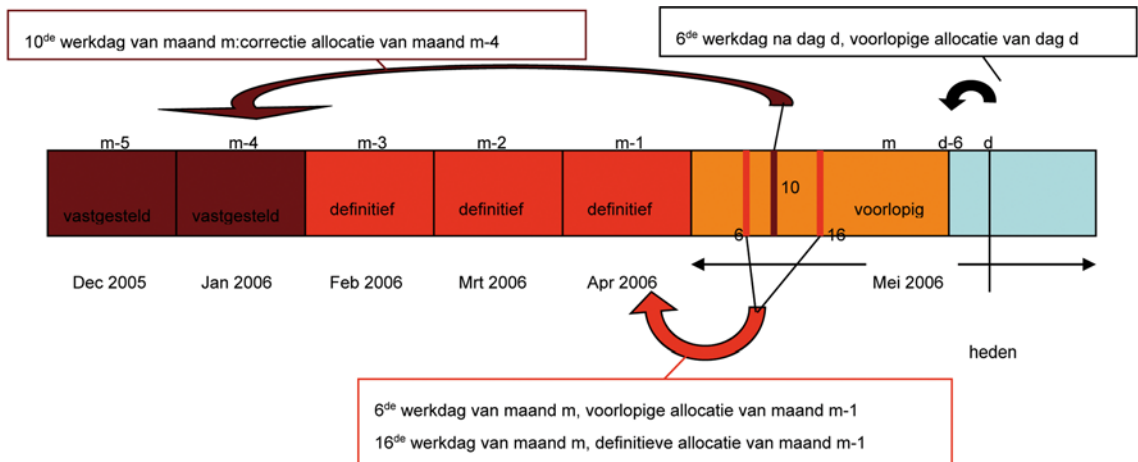 10de werkdag van maand m:correctie allocatie van maand m-4
6de werkdag na dag d, voorlopige allocatie van dag d
m-5 m-4 m-3 m-2 m-1 m d-6 d
10
vastgesteld vastgesteld definitief definitief definitief voorlopig
6 16
Dec 2005 Jan 2006 Feb 2006 Mrt 2006 Apr 2006 Mei 2006
heden
6de werkdag van maand m, voorlopige allocatie van maand m-1
16de werkdag van maand m, definitieve allocatie van maand m-1